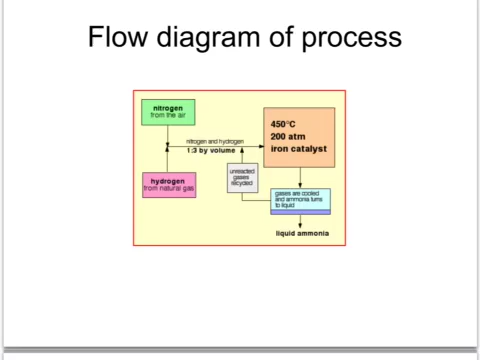 Flow diagram of process
nitrogen
from the air
450°C
200 atm
iron catalyst
nitrogen and hydrogen
1:3 by volume
hydrogen
from natural gas
unreacted
gases
recycled
gases are cooled
and ammonia turns
to liquid
liquid ammonia